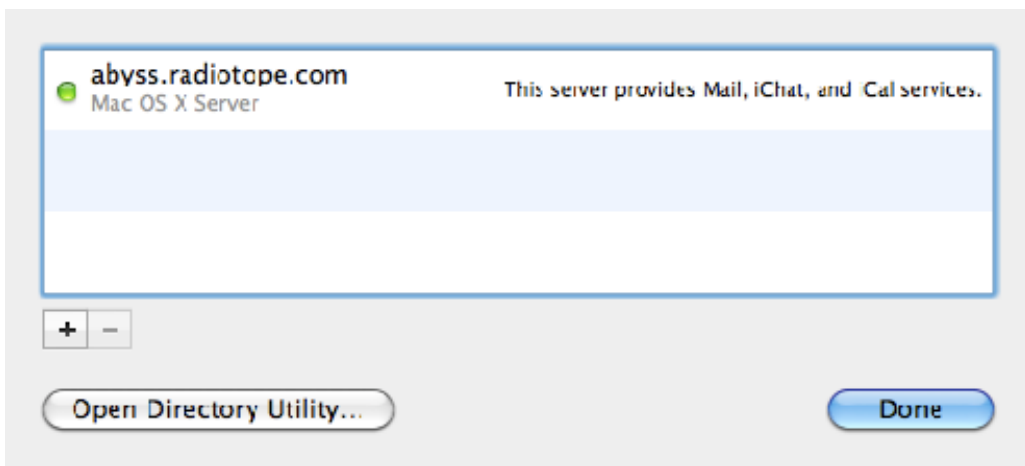 abyss.radiotope.com
Mac OS X Server
This server provides Mail, iChat, and iCal services.
+ −
Open Directory Utility...
Done